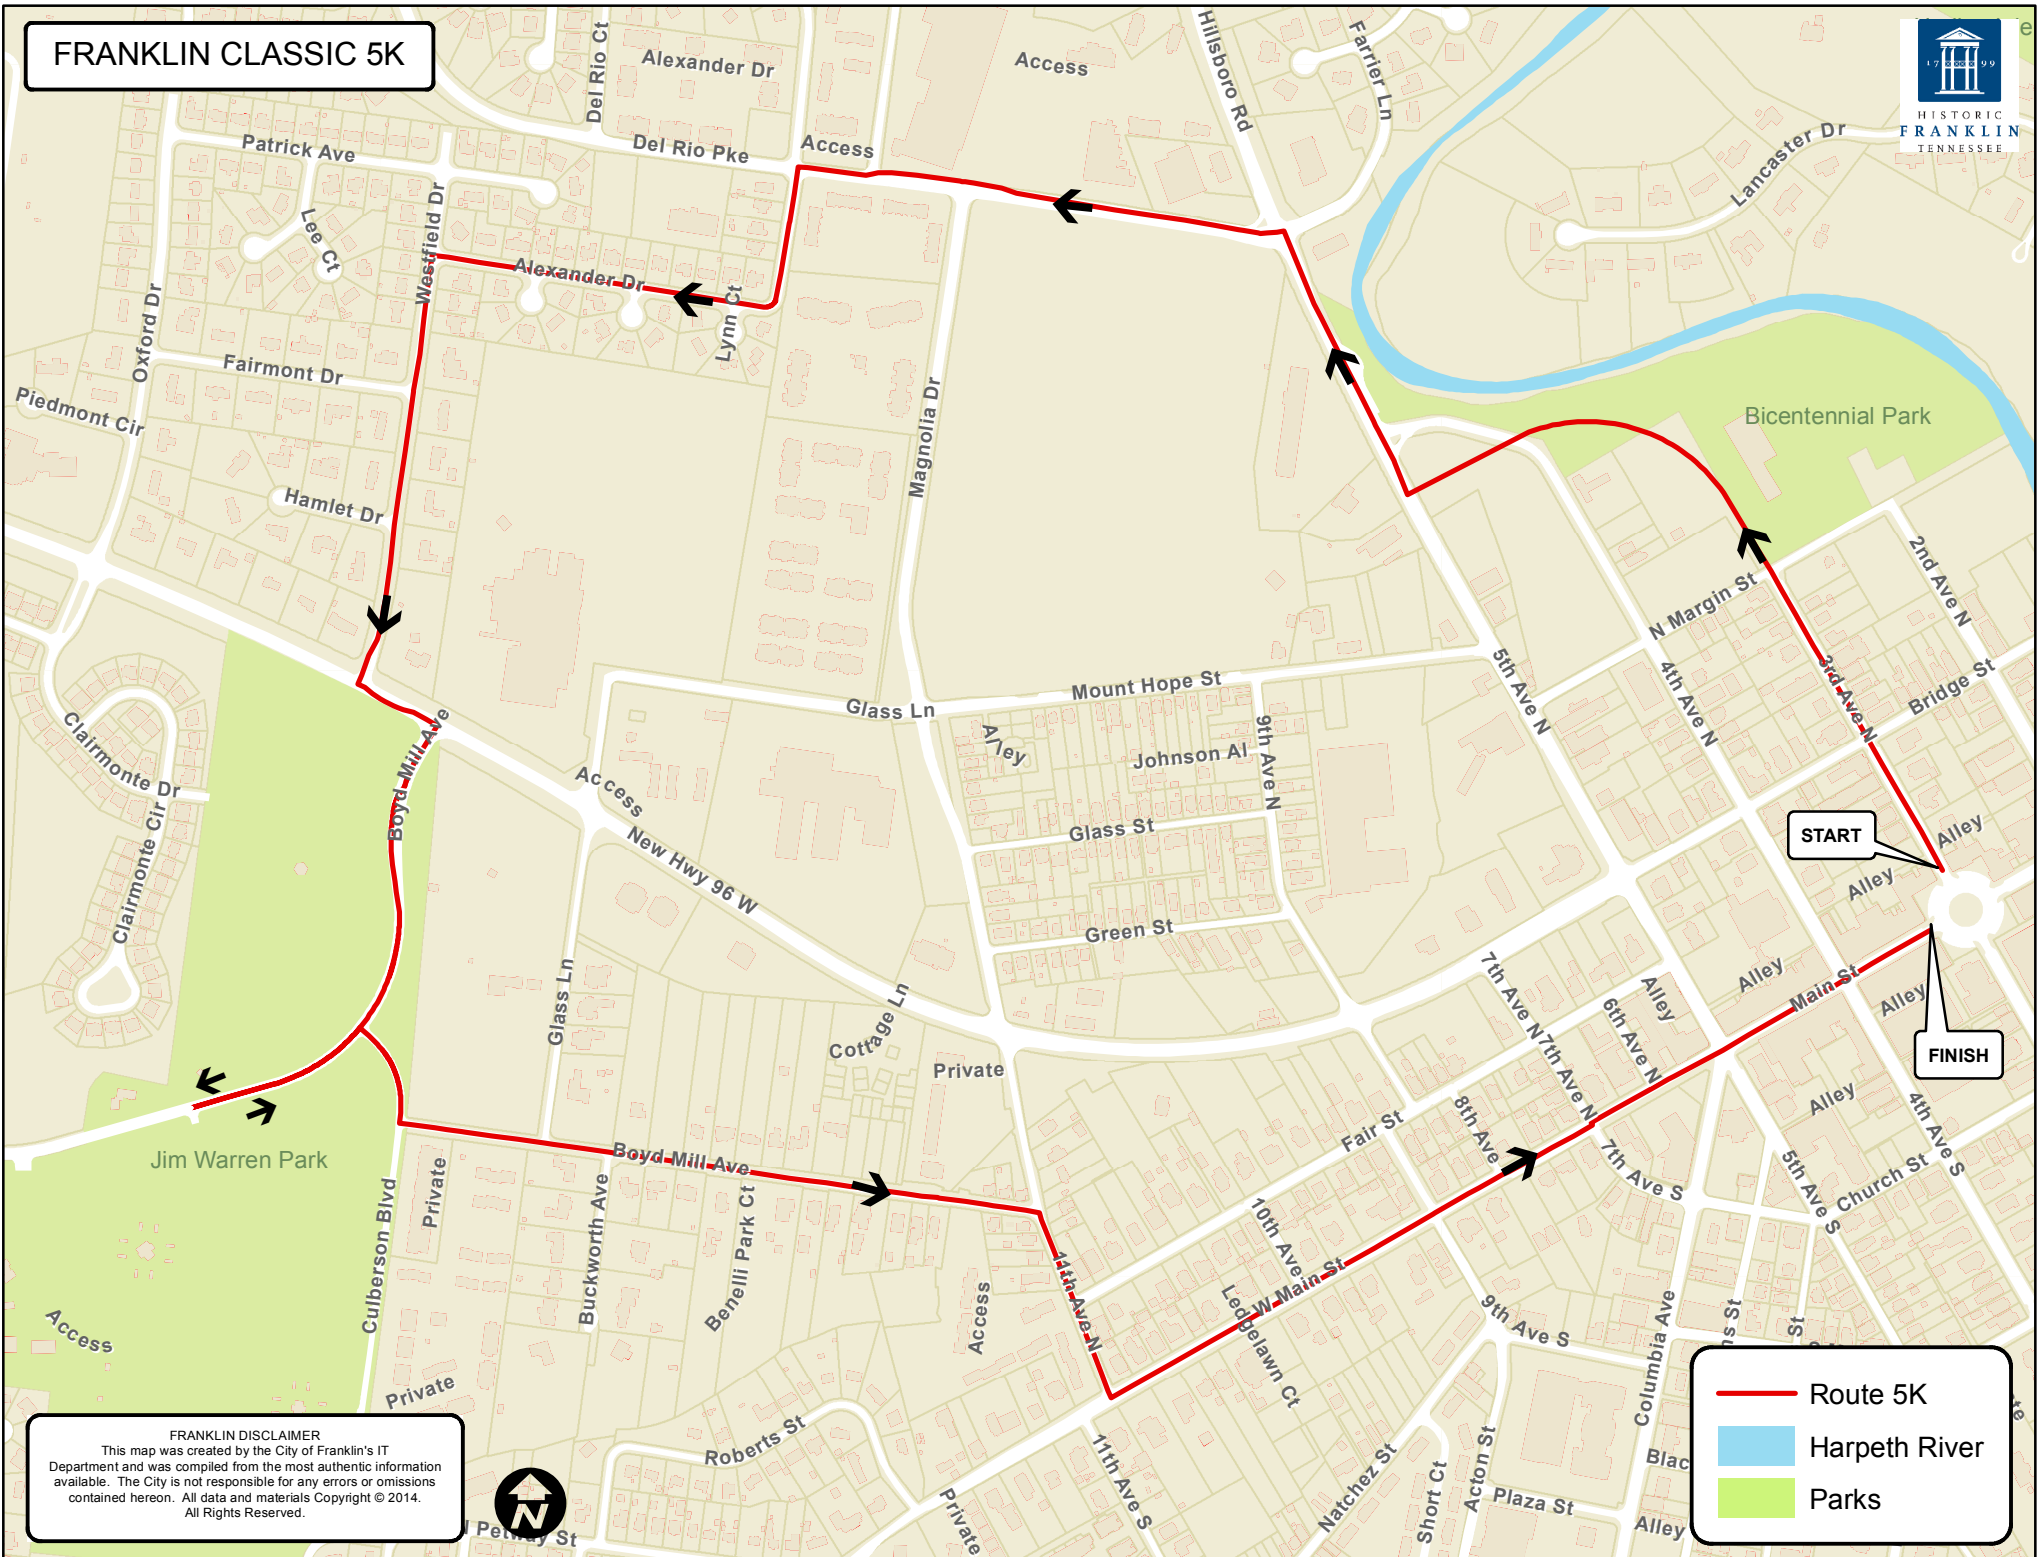 FRANKLIN CLASSIC 5K
Del Rio Ct
Alexander Dr
Access
Hillsboro Rd
Farrier Ln
1799
HISTORIC
FRANKLIN
TENNESSEE
Patrick Ave
Del Rio Pke
Access
Lancaster Dr
Lee Ct
Westfield Dr
Alexander Dr
Lynn Ct
Oxford Dr
Fairmont Dr
Piedmont Cir
Magnolia Dr
Bicentennial Park
Hamlet Dr
2nd Ave N
N Margin St
5th Ave N
4th Ave N
3rd Ave N
Bridge St
Mount Hope St
Glass Ln
Alley
Johnson Al
9th Ave N
Clairmonte Dr
Boyd Mill Ave
Access
Clairmonte Cir
New Hwy 96 W
Glass St
START
Alley
Alley
Green St
Glass Ln
Cottage Ln
Private
7th Ave N
7th Ave N
6th Ave N
Alley
Alley
Main St
Alley
FINISH
Fair St
8th Ave
Alley
4th Ave S
Jim Warren Park
Boyd Mill Ave
7th Ave S
5th Ave S
Church St
Culberson Blvd
Private
Buckworth Ave
Benelli Park Ct
Access
11th Ave N
10th Ave
W Main St
Ledgelawn Ct
9th Ave S
Columbia Ave
ns St
St
Access
Private
Roberts St
Private
11th Ave S
Natchez St
Short Ct
Acton St
Plaza St
Blac
Alley
N Petway St
N
Route 5K
Harpeth River
Parks
FRANKLIN DISCLAIMER
This map was created by the City of Franklin's IT
Department and was compiled from the most authentic information
available. The City is not responsible for any errors or omissions
contained hereon. All data and materials Copyright © 2014.
All Rights Reserved.